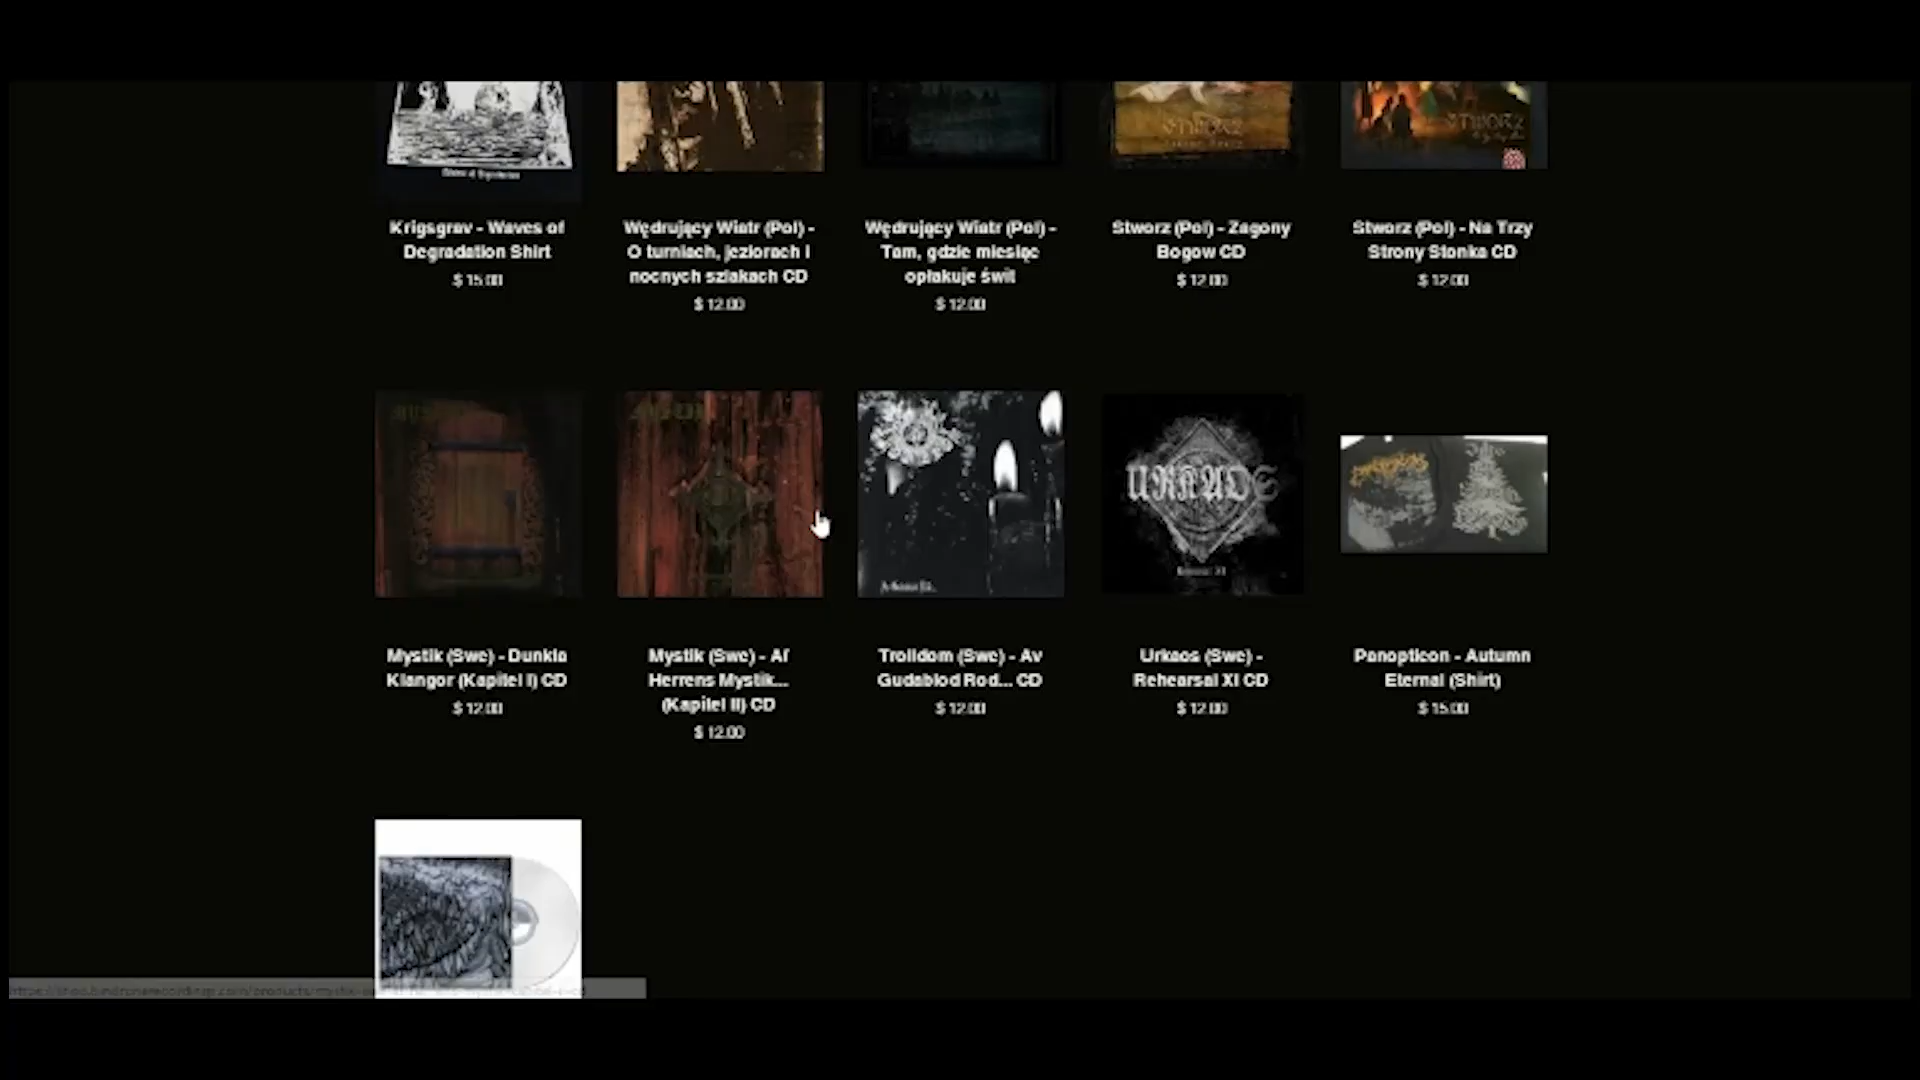 Krigsgrav - Waves of
Degradation Shirt
$ 15.00
Wędrujący Wiatr (Pol) -
O turniach, jeziorach i
nocnych szlakach CD
$ 12.00
Wędrujący Wiatr (Pol) -
Tam, gdzie miesiąc
opłakuje świt
$ 12.00
Stworz (Pol) - Zagony
Bogow CD
$ 12.00
Stworz (Pol) - Na Trzy
Strony Slonka CD
$ 12.00
URKAOS
Rehearsal XI
Mystik (Swe) - Dunkla
Klangor (Kapitel I) CD
$ 12.00
Mystik (Swe) - Af
Herrens Mystik...
(Kapitel II) CD
$ 12.00
Trolldom (Swe) - Av
Gudablod Rod... CD
$ 12.00
Urkaos (Swe) -
Rehearsal XI CD
$ 12.00
Panopticon - Autumn
Eternal (Shirt)
$ 15.00